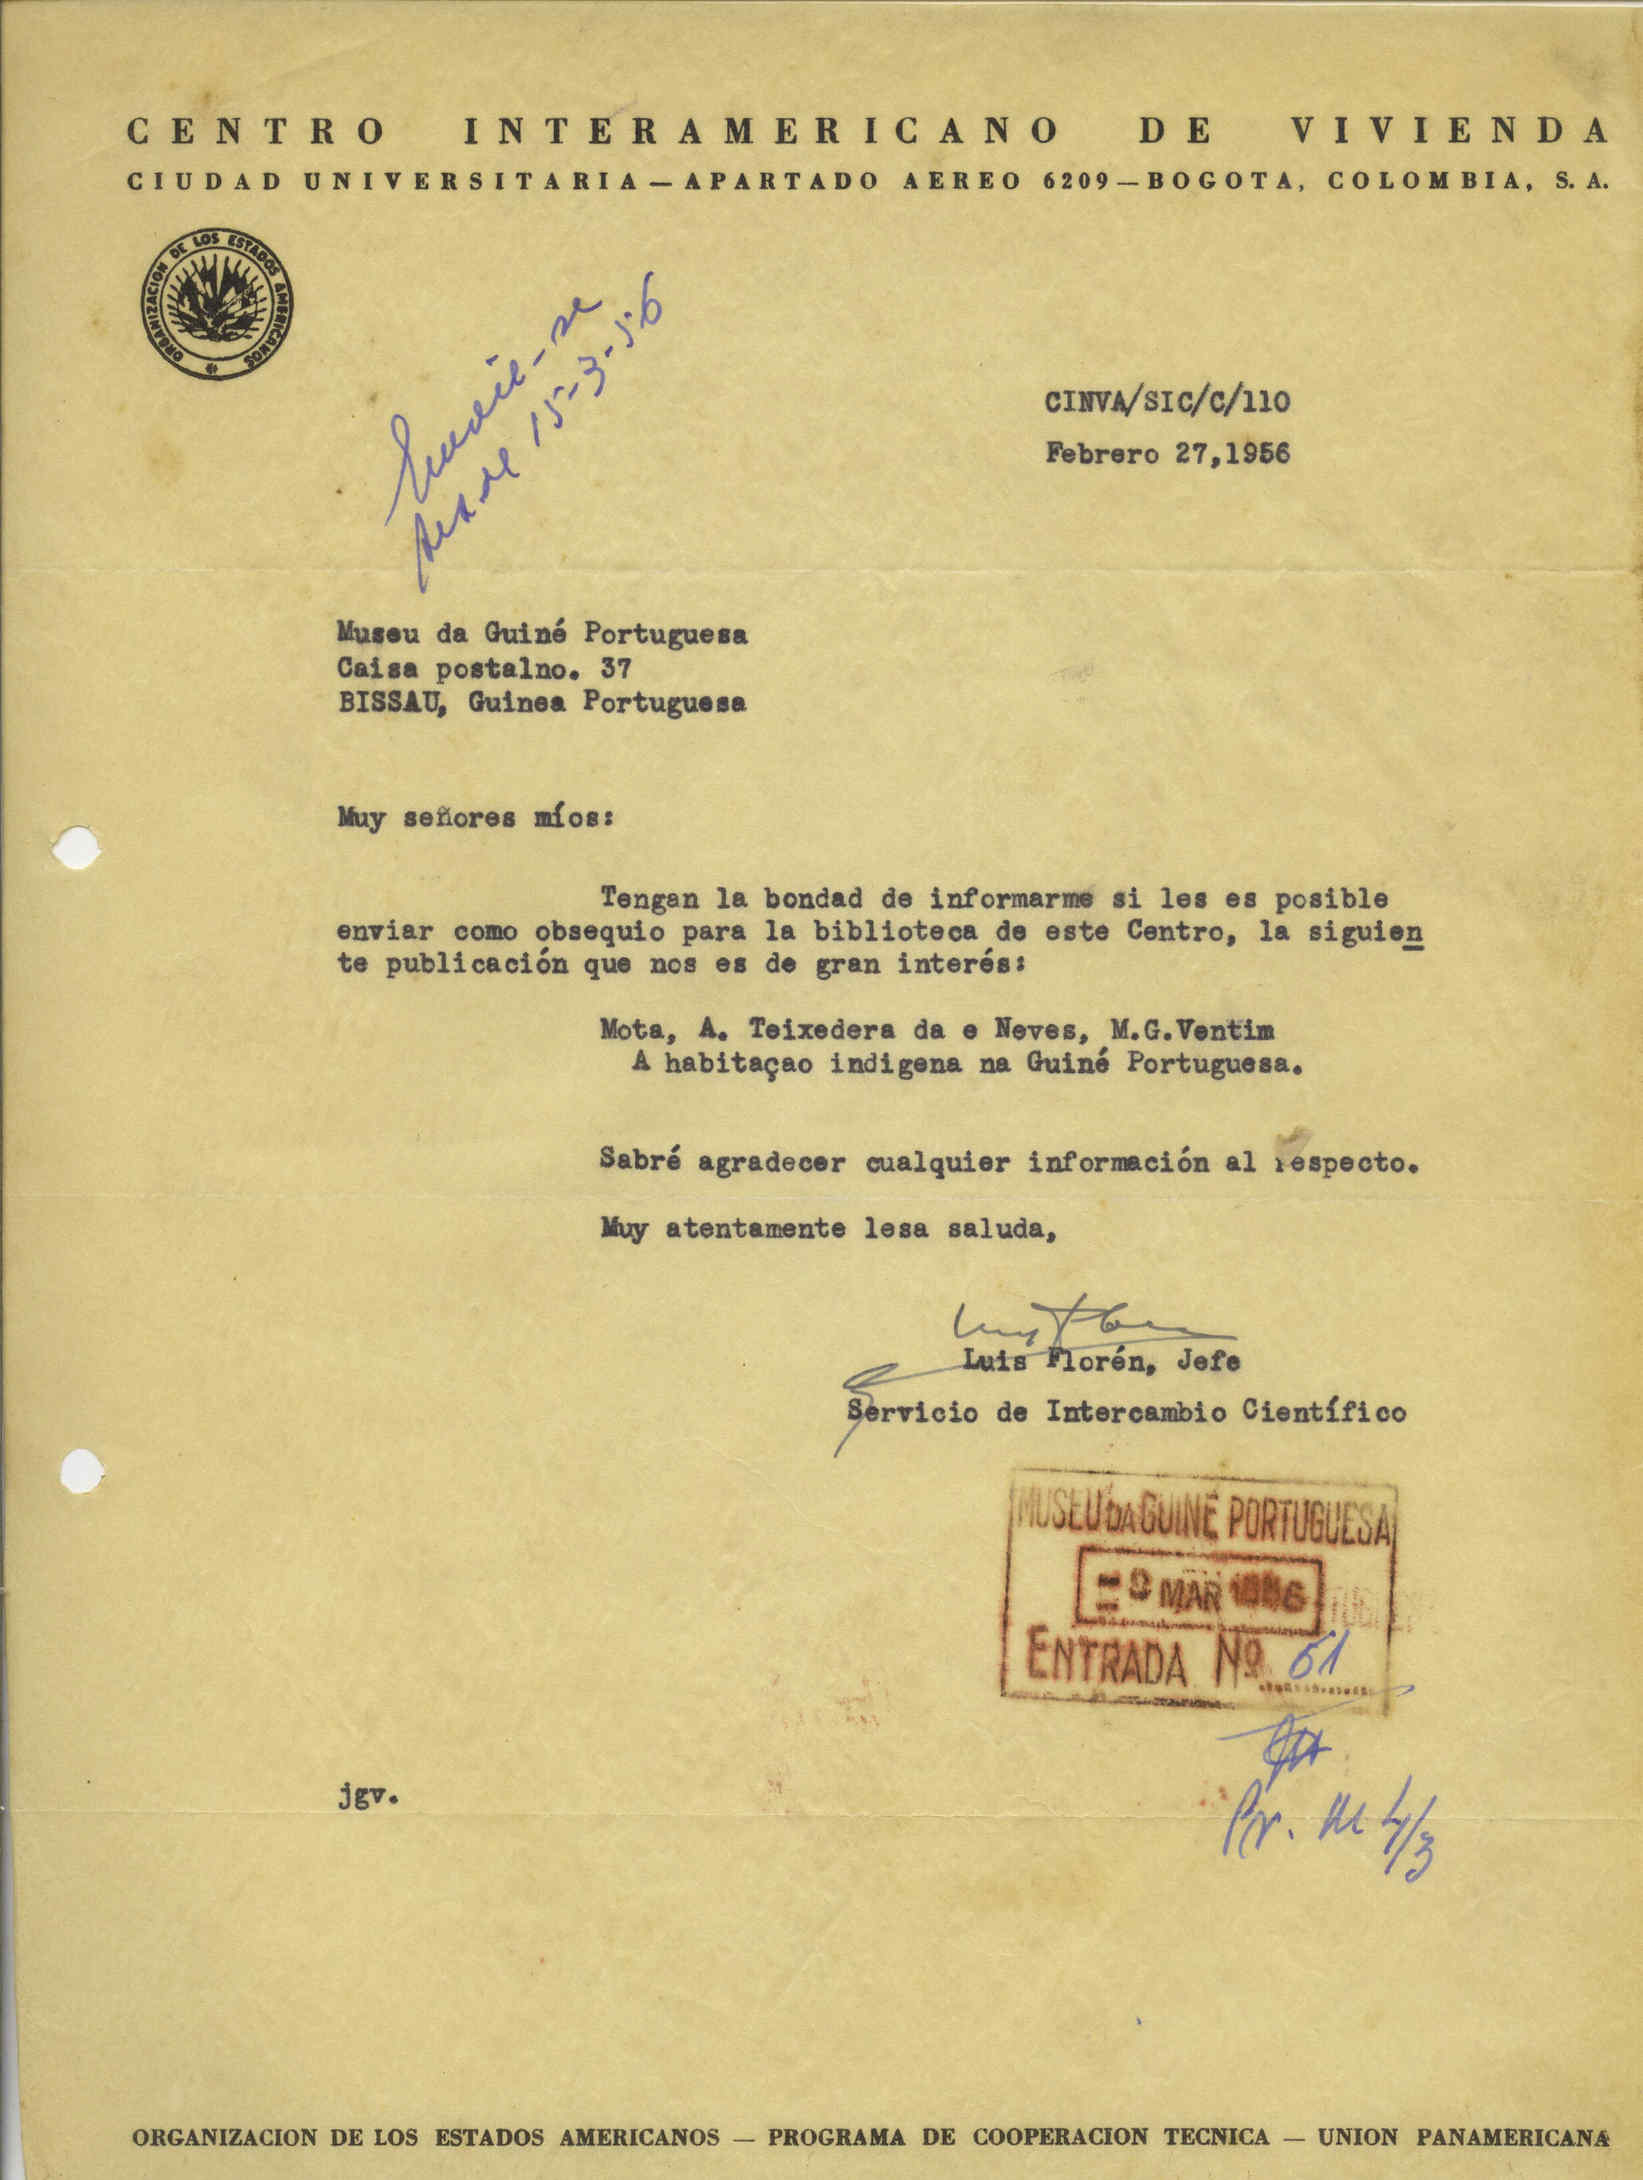 CENTRO INTERAMERICANO DE VIVIENDA
CIUDAD UNIVERSITARIA — APARTADO AEREO 6209 — BOGOTA, COLOMBIA, S. A.
ORGANIZACION DE LOS ESTADOS AMERICANOS
15-3-56
CINVA/SIC/C/110
Febrero 27,1956
Museu da Guiné Portuguesa
Caisa postalno. 37
BISSAU, Guinea Portuguesa
Muy señores míos:
Tengan la bondad de informarme si les es posible
enviar como obsequio para la biblioteca de este Centro, la siguien
te publicación que nos es de gran interés:
Mota, A. Teixedera da e Neves, M.G.Ventim
A habitaçao indigena na Guiné Portuguesa.
Sabré agradecer cualquier información al respecto.
Muy atentamente lesa saluda,
Luis Florén, Jefe
Servicio de Intercambio Científico
MUSEU DA GUINÉ PORTUGUESA
MAR 1956
ENTRADA Nº 51
jgv.
ORGANIZACION DE LOS ESTADOS AMERICANOS — PROGRAMA DE COOPERACION TECNICA — UNION PANAMERICANA